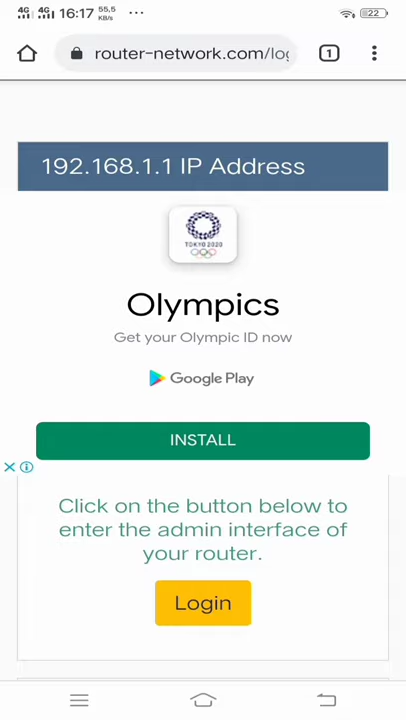 4G 4G 16:17 55,5 KB/s ... 22
router-network.com/log 1
192.168.1.1 IP Address
TOKYO 2020
Olympics
Get your Olympic ID now
Google Play
INSTALL
Click on the button below to
enter the admin interface of
your router.
Login